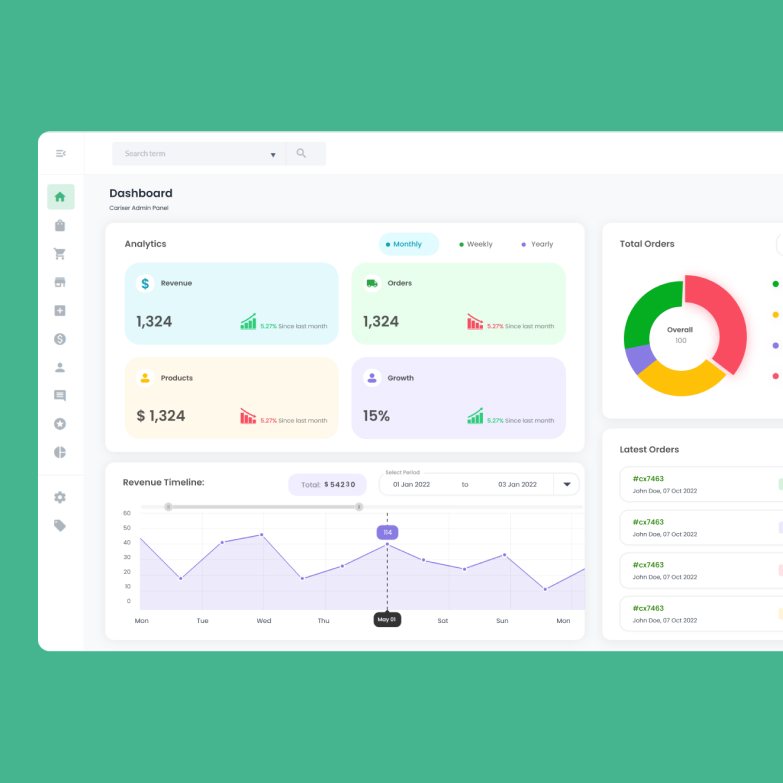 Search term
Dashboard
Carixer Admin Panel
Analytics
Monthly
Weekly
Yearly
$ Revenue
1,324
5.27% Since last month
Orders
1,324
5.27% Since last month
Products
$ 1,324
5.27% Since last month
Growth
15%
5.27% Since last month
Total Orders
Overall
100
Revenue Timeline:
Total: $ 54230
Select Period
01 Jan 2022 to 03 Jan 2022
60
50
40
30
20
10
0
114
Mon Tue Wed Thu May 01 Sat Sun Mon
Latest Orders
#cx7463
John Doe, 07 Oct 2022
#cx7463
John Doe, 07 Oct 2022
#cx7463
John Doe, 07 Oct 2022
#cx7463
John Doe, 07 Oct 2022